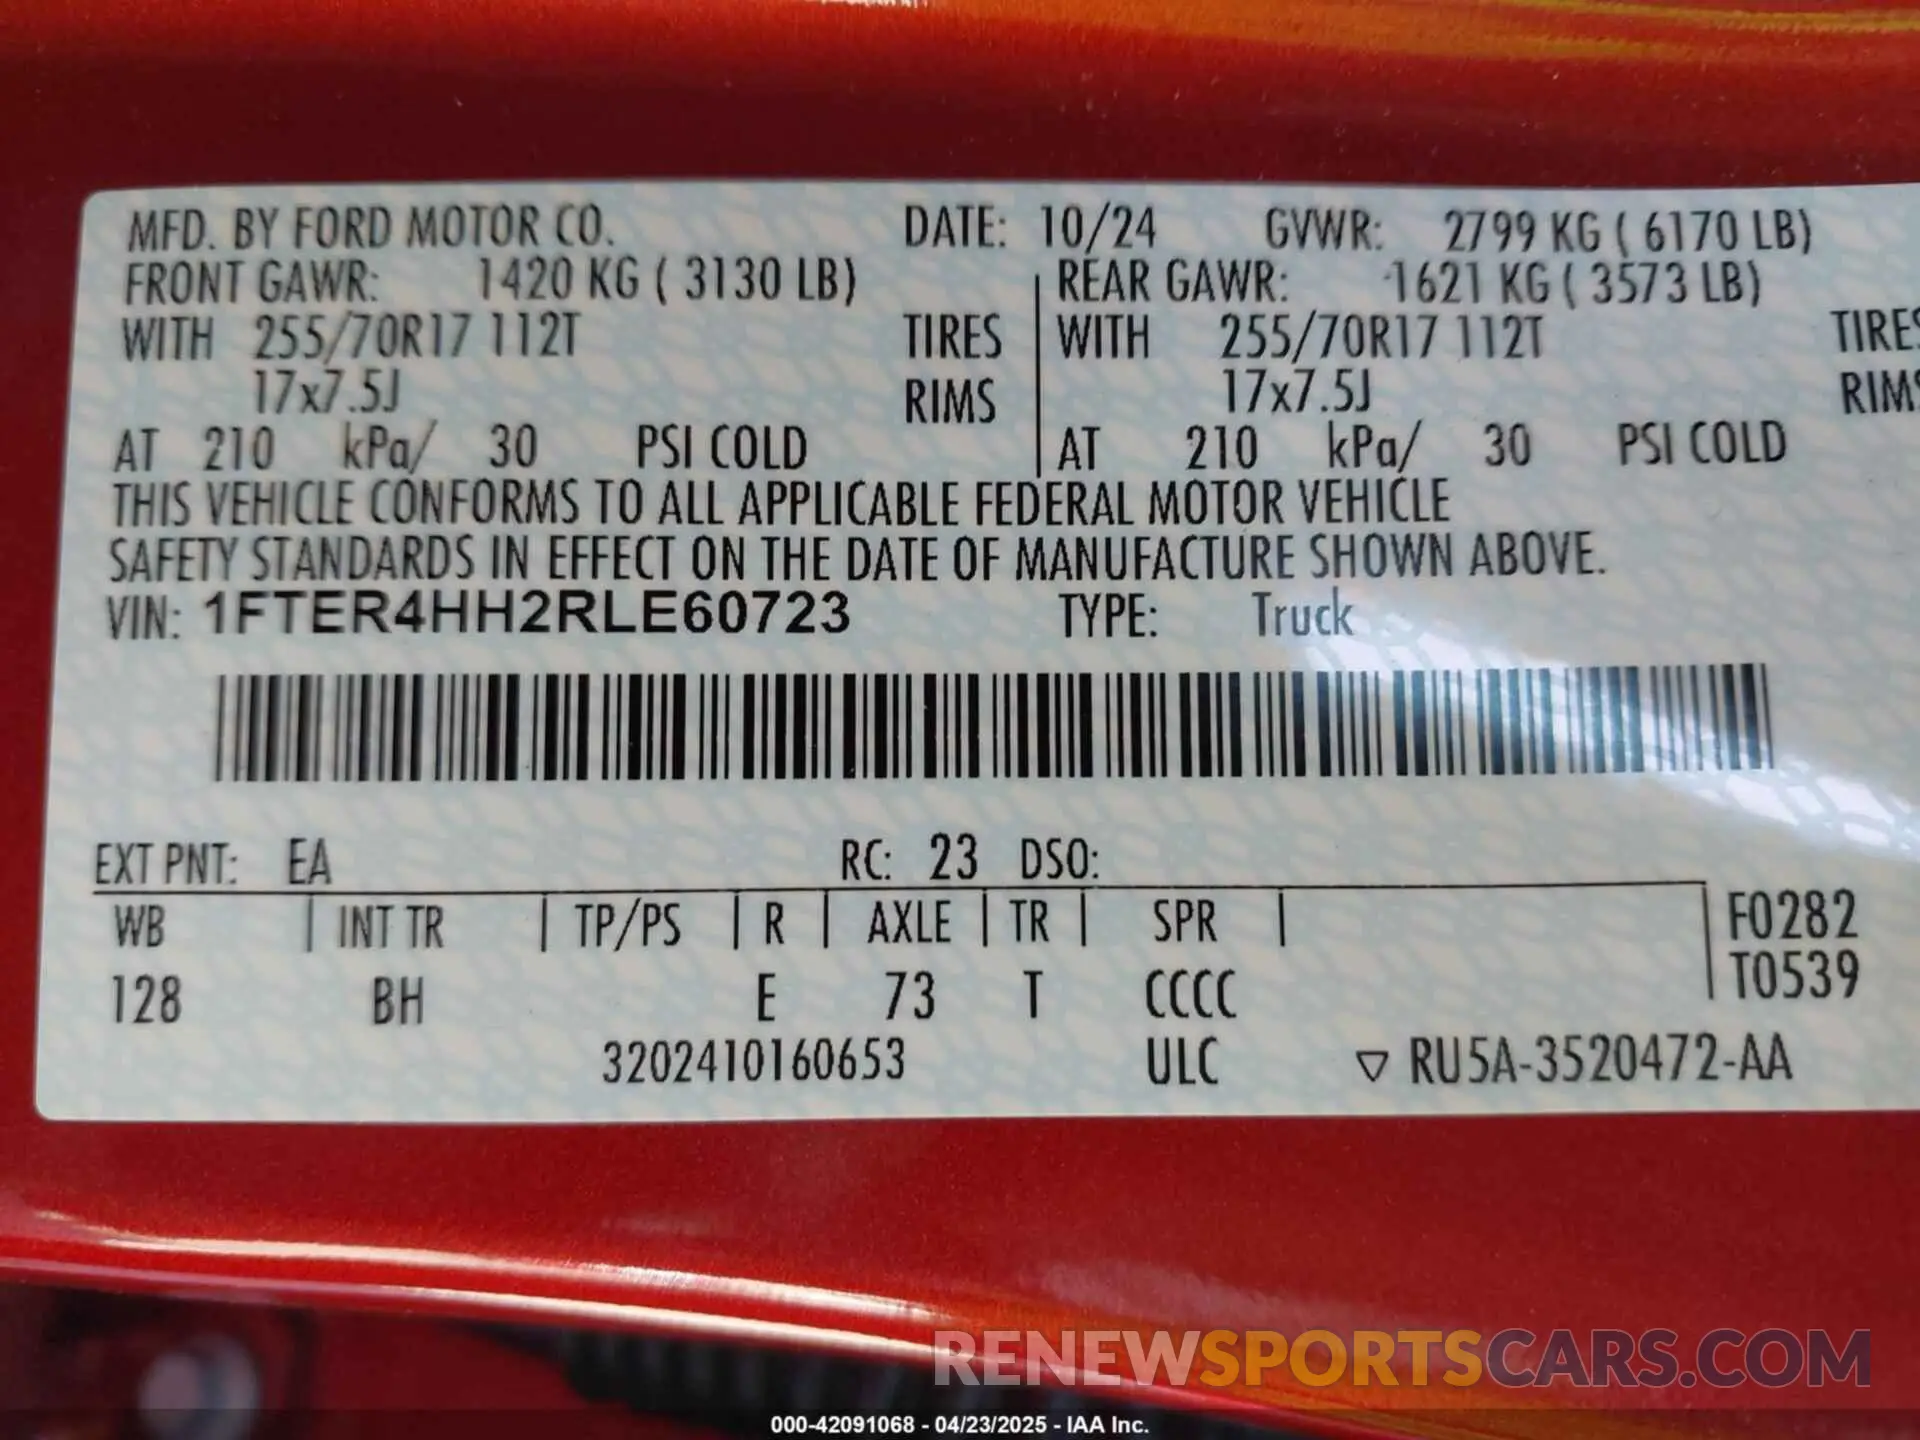 MFD. BY FORD MOTOR CO. DATE: 10/24 GVWR: 2799 KG ( 6170 LB)
FRONT GAWR: 1420 KG ( 3130 LB) REAR GAWR: 1621 KG ( 3573 LB)
WITH 255/70R17 112T TIRES WITH 255/70R17 112T TIRES
17x7.5J RIMS 17x7.5J RIMS
AT 210 kPa/ 30 PSI COLD AT 210 kPa/ 30 PSI COLD
THIS VEHICLE CONFORMS TO ALL APPLICABLE FEDERAL MOTOR VEHICLE
SAFETY STANDARDS IN EFFECT ON THE DATE OF MANUFACTURE SHOWN ABOVE.
VIN: 1FTER4HH2RLE60723 TYPE: Truck
EXT PNT: EA RC: 23 DSO:
WB | INT TR | TP/PS | R | AXLE | TR | SPR | F0282
T0539
128 BH E 73 T CCCC
3202410160653 ULC ▽ RU5A-3520472-AA
RENEWSPORTSCARS.COM
000-42091068 - 04/23/2025 - IAA Inc.